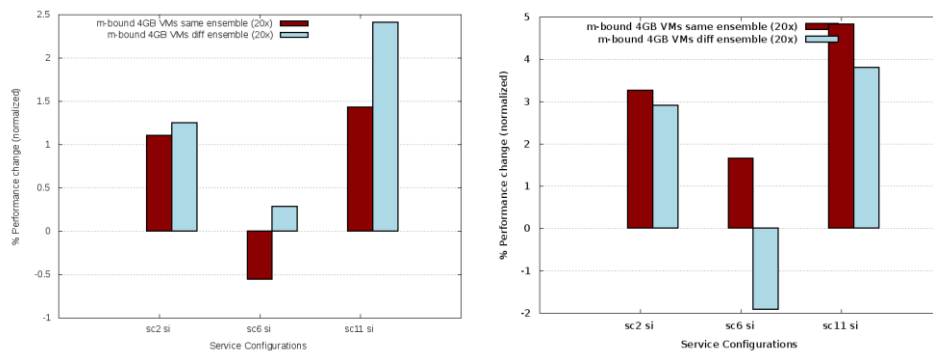 m-bound 4GB VMs same ensemble (20x)
m-bound 4GB VMs diff ensemble (20x)
% Performance change (normalized)
2.5
2
1.5
1
0.5
0
-0.5
-1
sc2 si
sc6 si
sc11 si
Service Configurations
m-bound 4GB VMs same ensemble (20x)
m-bound 4GB VMs diff ensemble (20x)
% Performance change (normalized)
5
4
3
2
1
0
-1
-2
sc2 si
sc6 si
sc11 si
Service Configurations